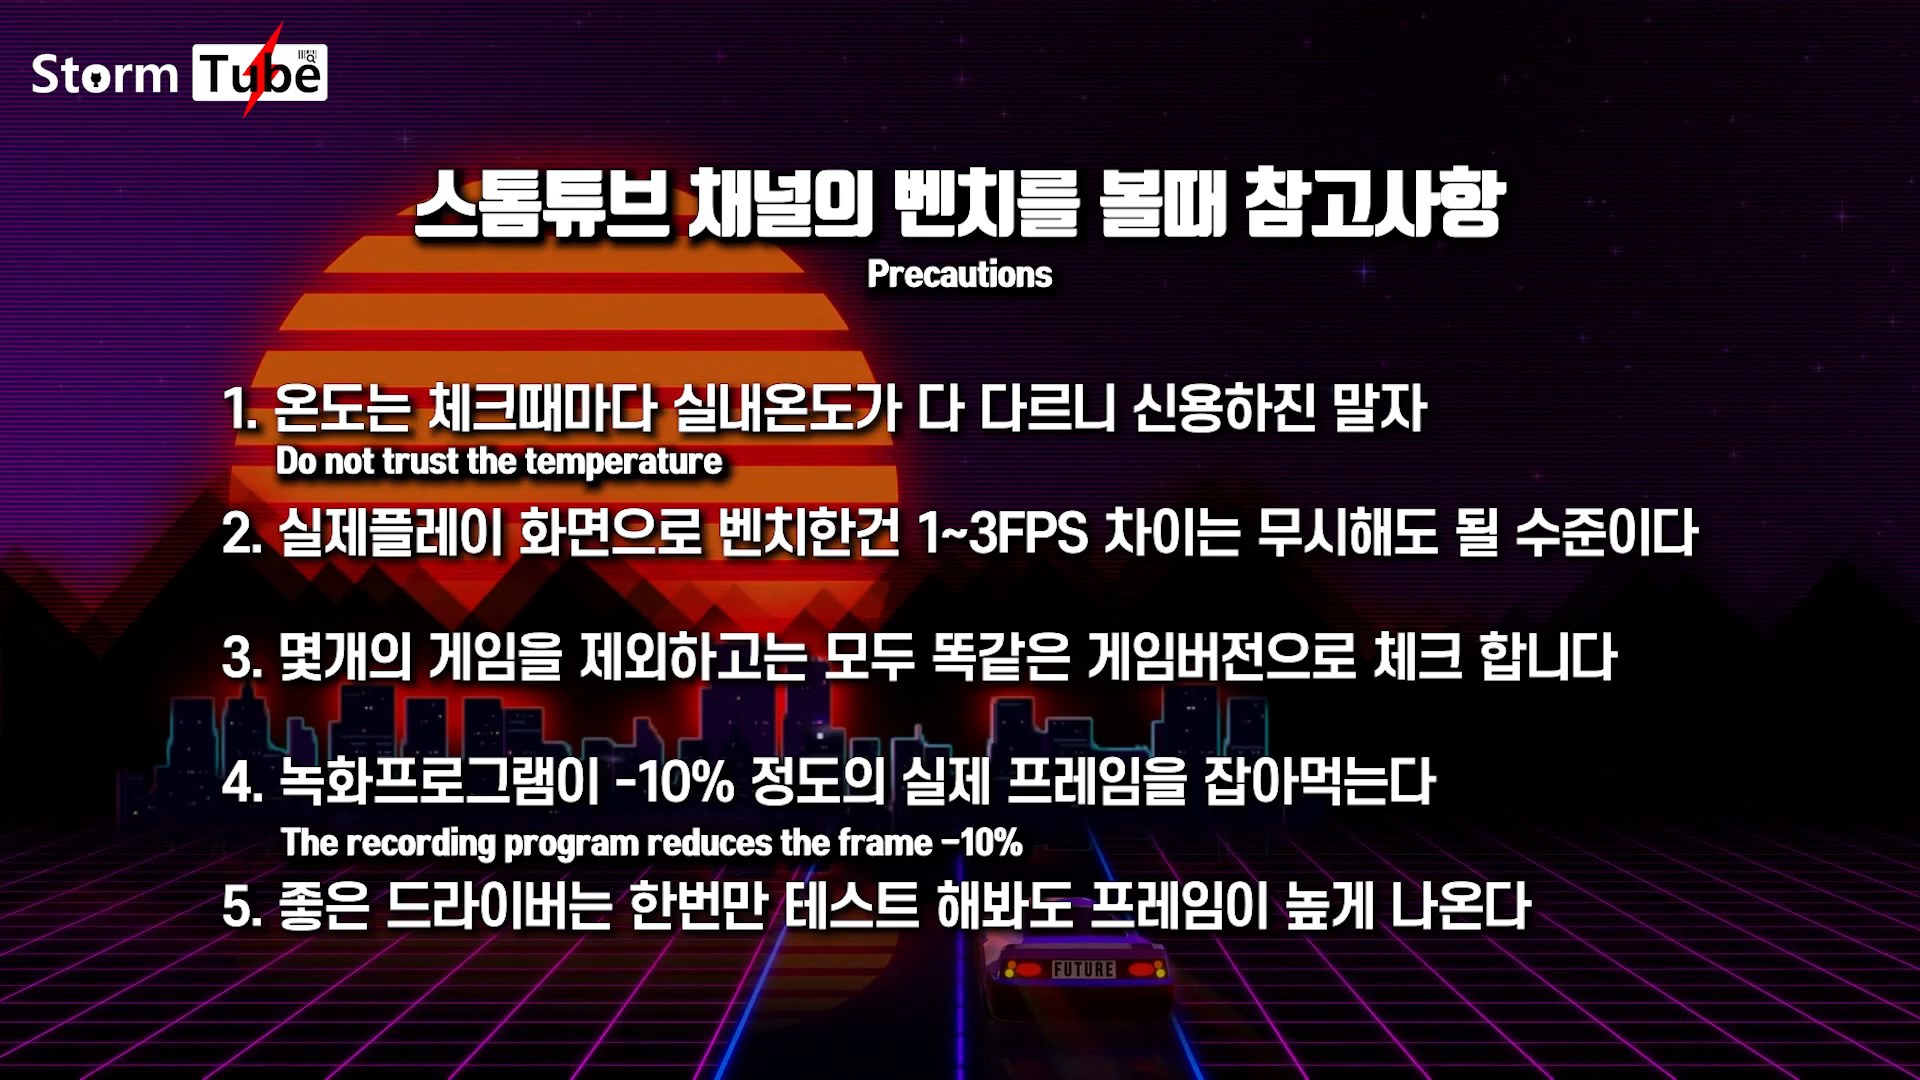 Storm Tube
스톰튜브 채널의 벤치를 볼때 참고사항
Precautions
1. 온도는 체크때마다 실내온도가 다 다르니 신용하진 말자
Do not trust the temperature
2. 실제플레이 화면으로 벤치한건 1~3FPS 차이는 무시해도 될 수준이다
3. 몇개의 게임을 제외하고는 모두 똑같은 게임버전으로 체크 합니다
4. 녹화프로그램이 -10% 정도의 실제 프레임을 잡아먹는다
The recording program reduces the frame -10%
5. 좋은 드라이버는 한번만 테스트 해봐도 프레임이 높게 나온다
FUTURE